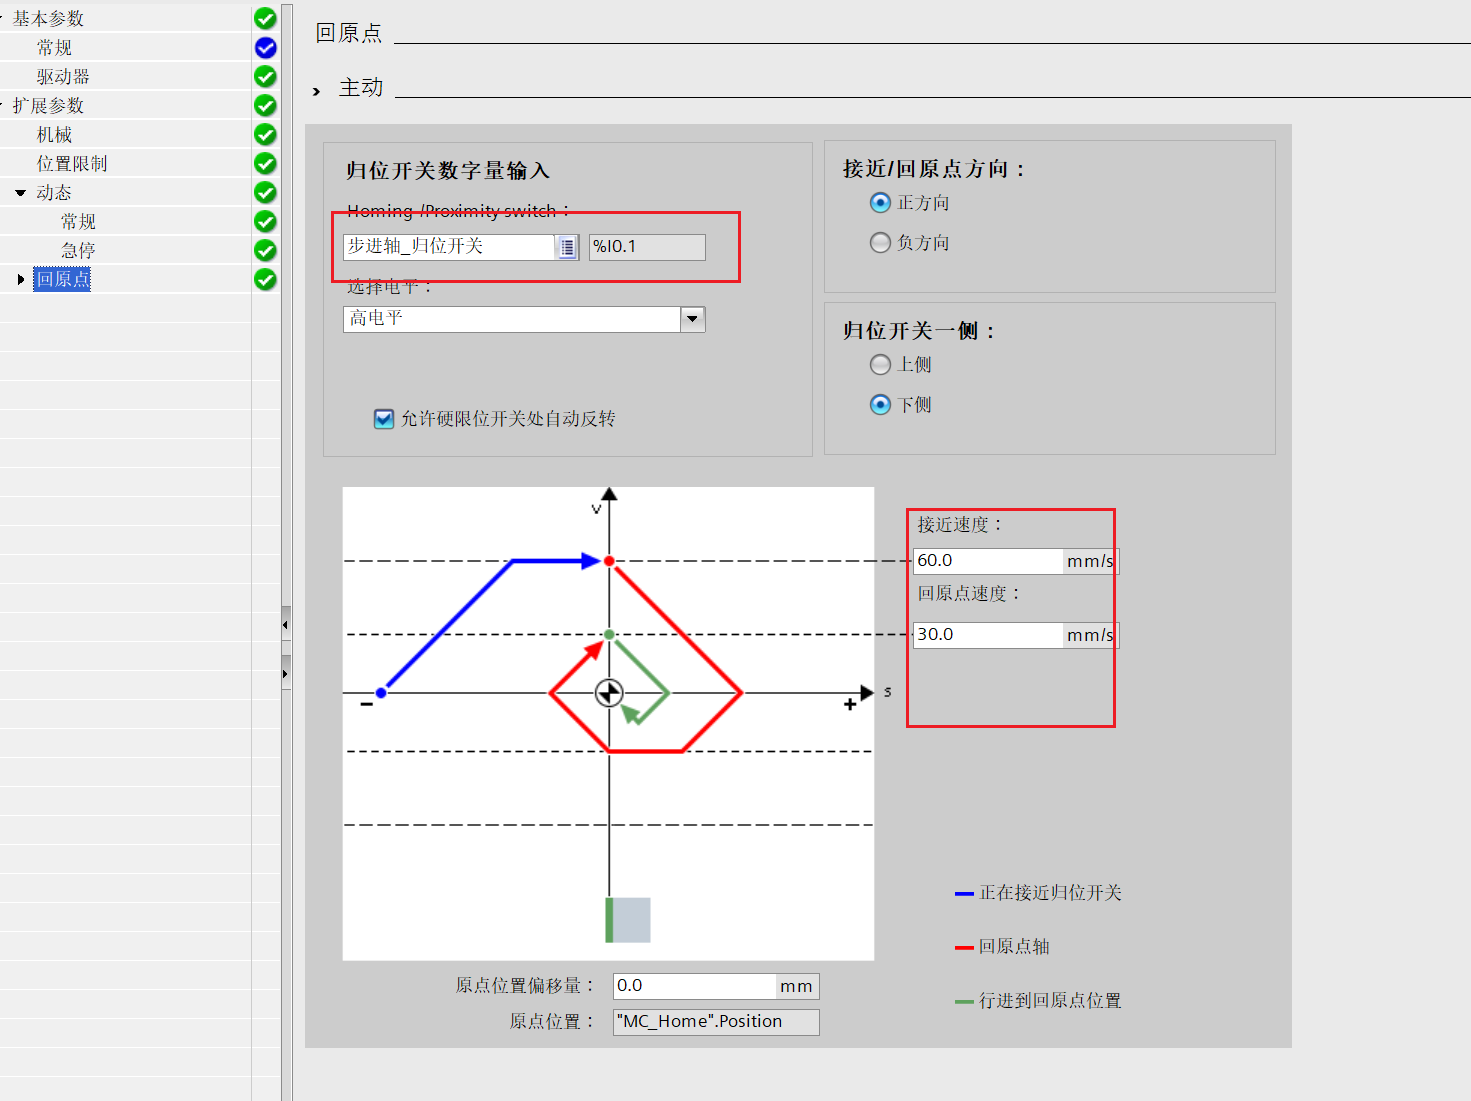 基本参数
常规
驱动器
扩展参数
机械
位置限制
动态
常规
急停
回原点
回原点
主动
归位开关数字量输入
Homing-/Proximity switch：
步进轴_归位开关
%I0.1
选择电平：
高电平
允许硬限位开关处自动反转
接近/回原点方向：
正方向
负方向
归位开关一侧：
上侧
下侧
v
接近速度：
60.0 mm/s
回原点速度：
30.0 mm/s
s
−
+
正在接近归位开关
回原点轴
行进到回原点位置
原点位置偏移量： 0.0 mm
原点位置： "MC_Home".Position